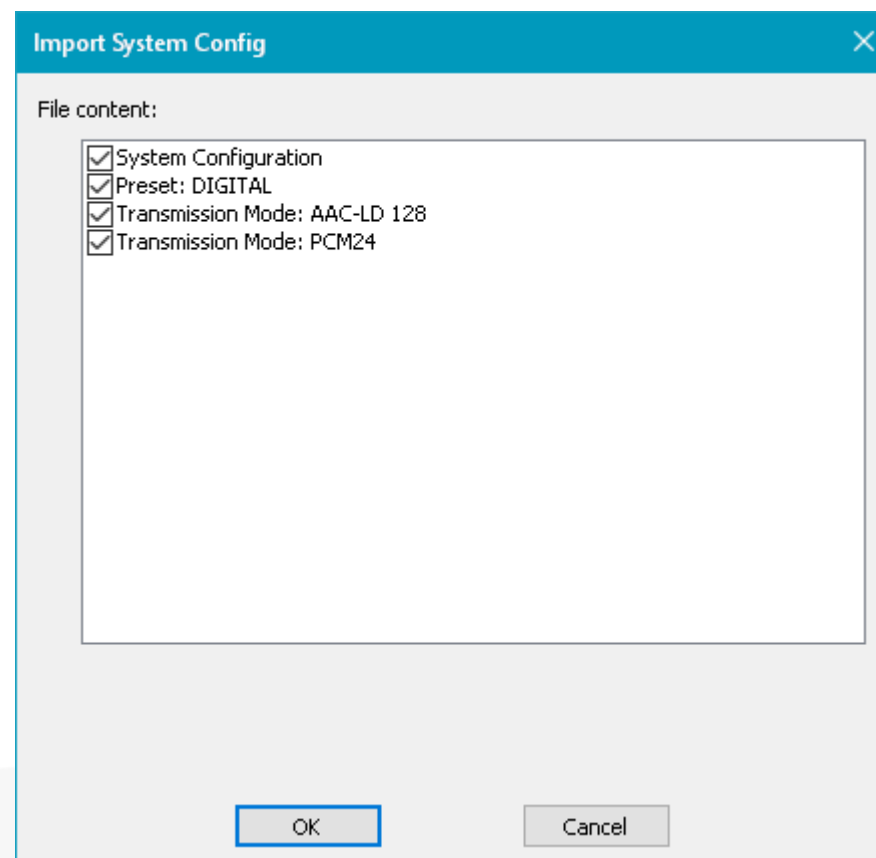 Import System Config
File content:
System Configuration
Preset: DIGITAL
Transmission Mode: AAC-LD 128
Transmission Mode: PCM24
OK
Cancel